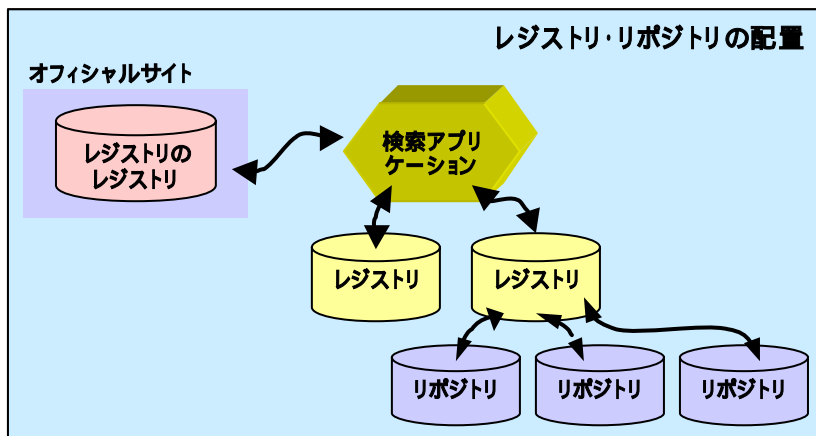 レジストリ・リポジトリの配置
オフィシャルサイト
レジストリの
レジストリ
検索アプリ
ケーション
レジストリ
レジストリ
リポジトリ
リポジトリ
リポジトリ